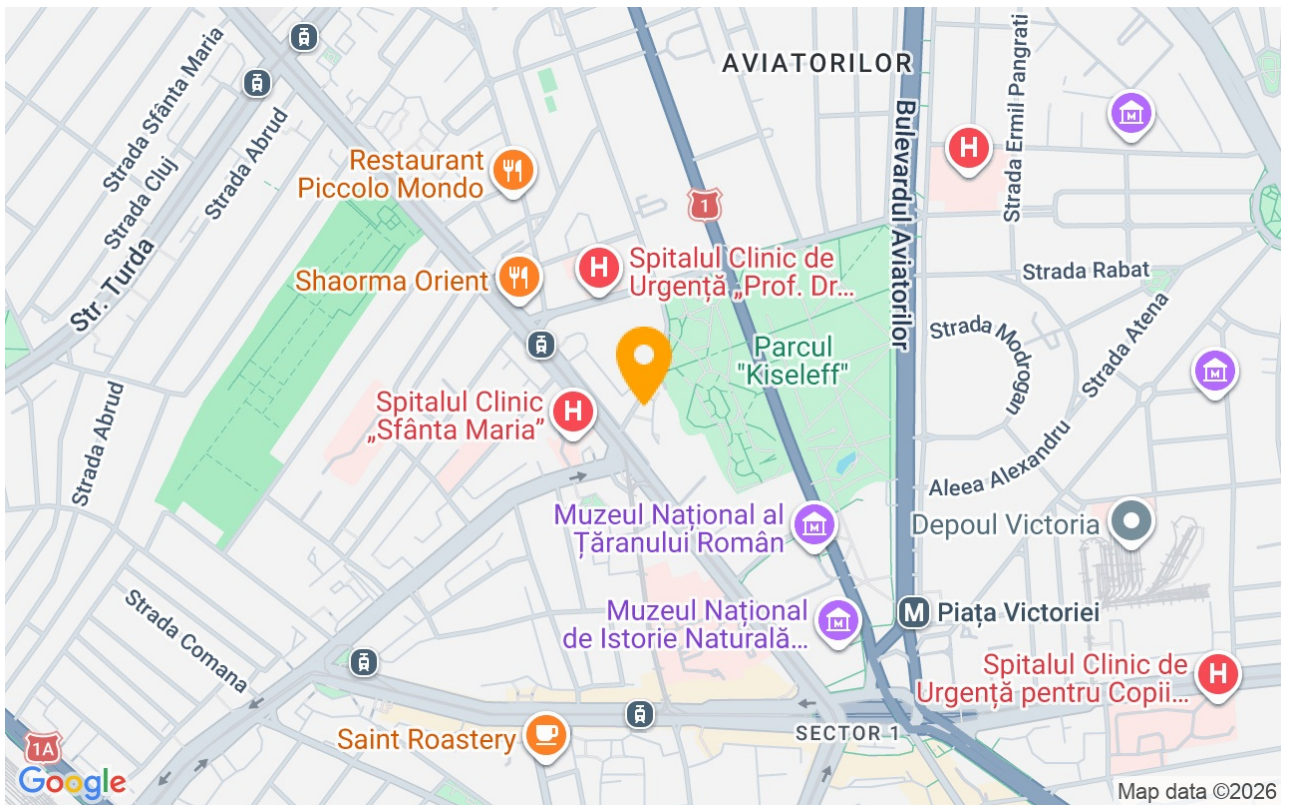 AVIATORILOR
Strada Sfânta Maria
Strada Cluj
Strada Abrud
Str. Turda
Restaurant
Piccolo Mondo
1
Bulevardul Aviatorilor
H
Strada Ermil Pangrati
M
Shaorma Orient
H
Spitalul Clinic de
Urgență „Prof. Dr...
Strada Rabat
Parcul
"Kiseleff"
Strada Modrogan
Strada Atena
M
Strada Abrud
Spitalul Clinic
„Sfânta Maria”
H
Aleea Alexandru
Muzeul Național al
Țăranului Român
M
Depoul Victoria
Muzeul Național
de Istorie Naturală...
M
M Piața Victoriei
Strada Comana
Spitalul Clinic de
Urgență pentru Copii...
H
Saint Roastery
SECTOR 1
1A
Google
Map data ©2026